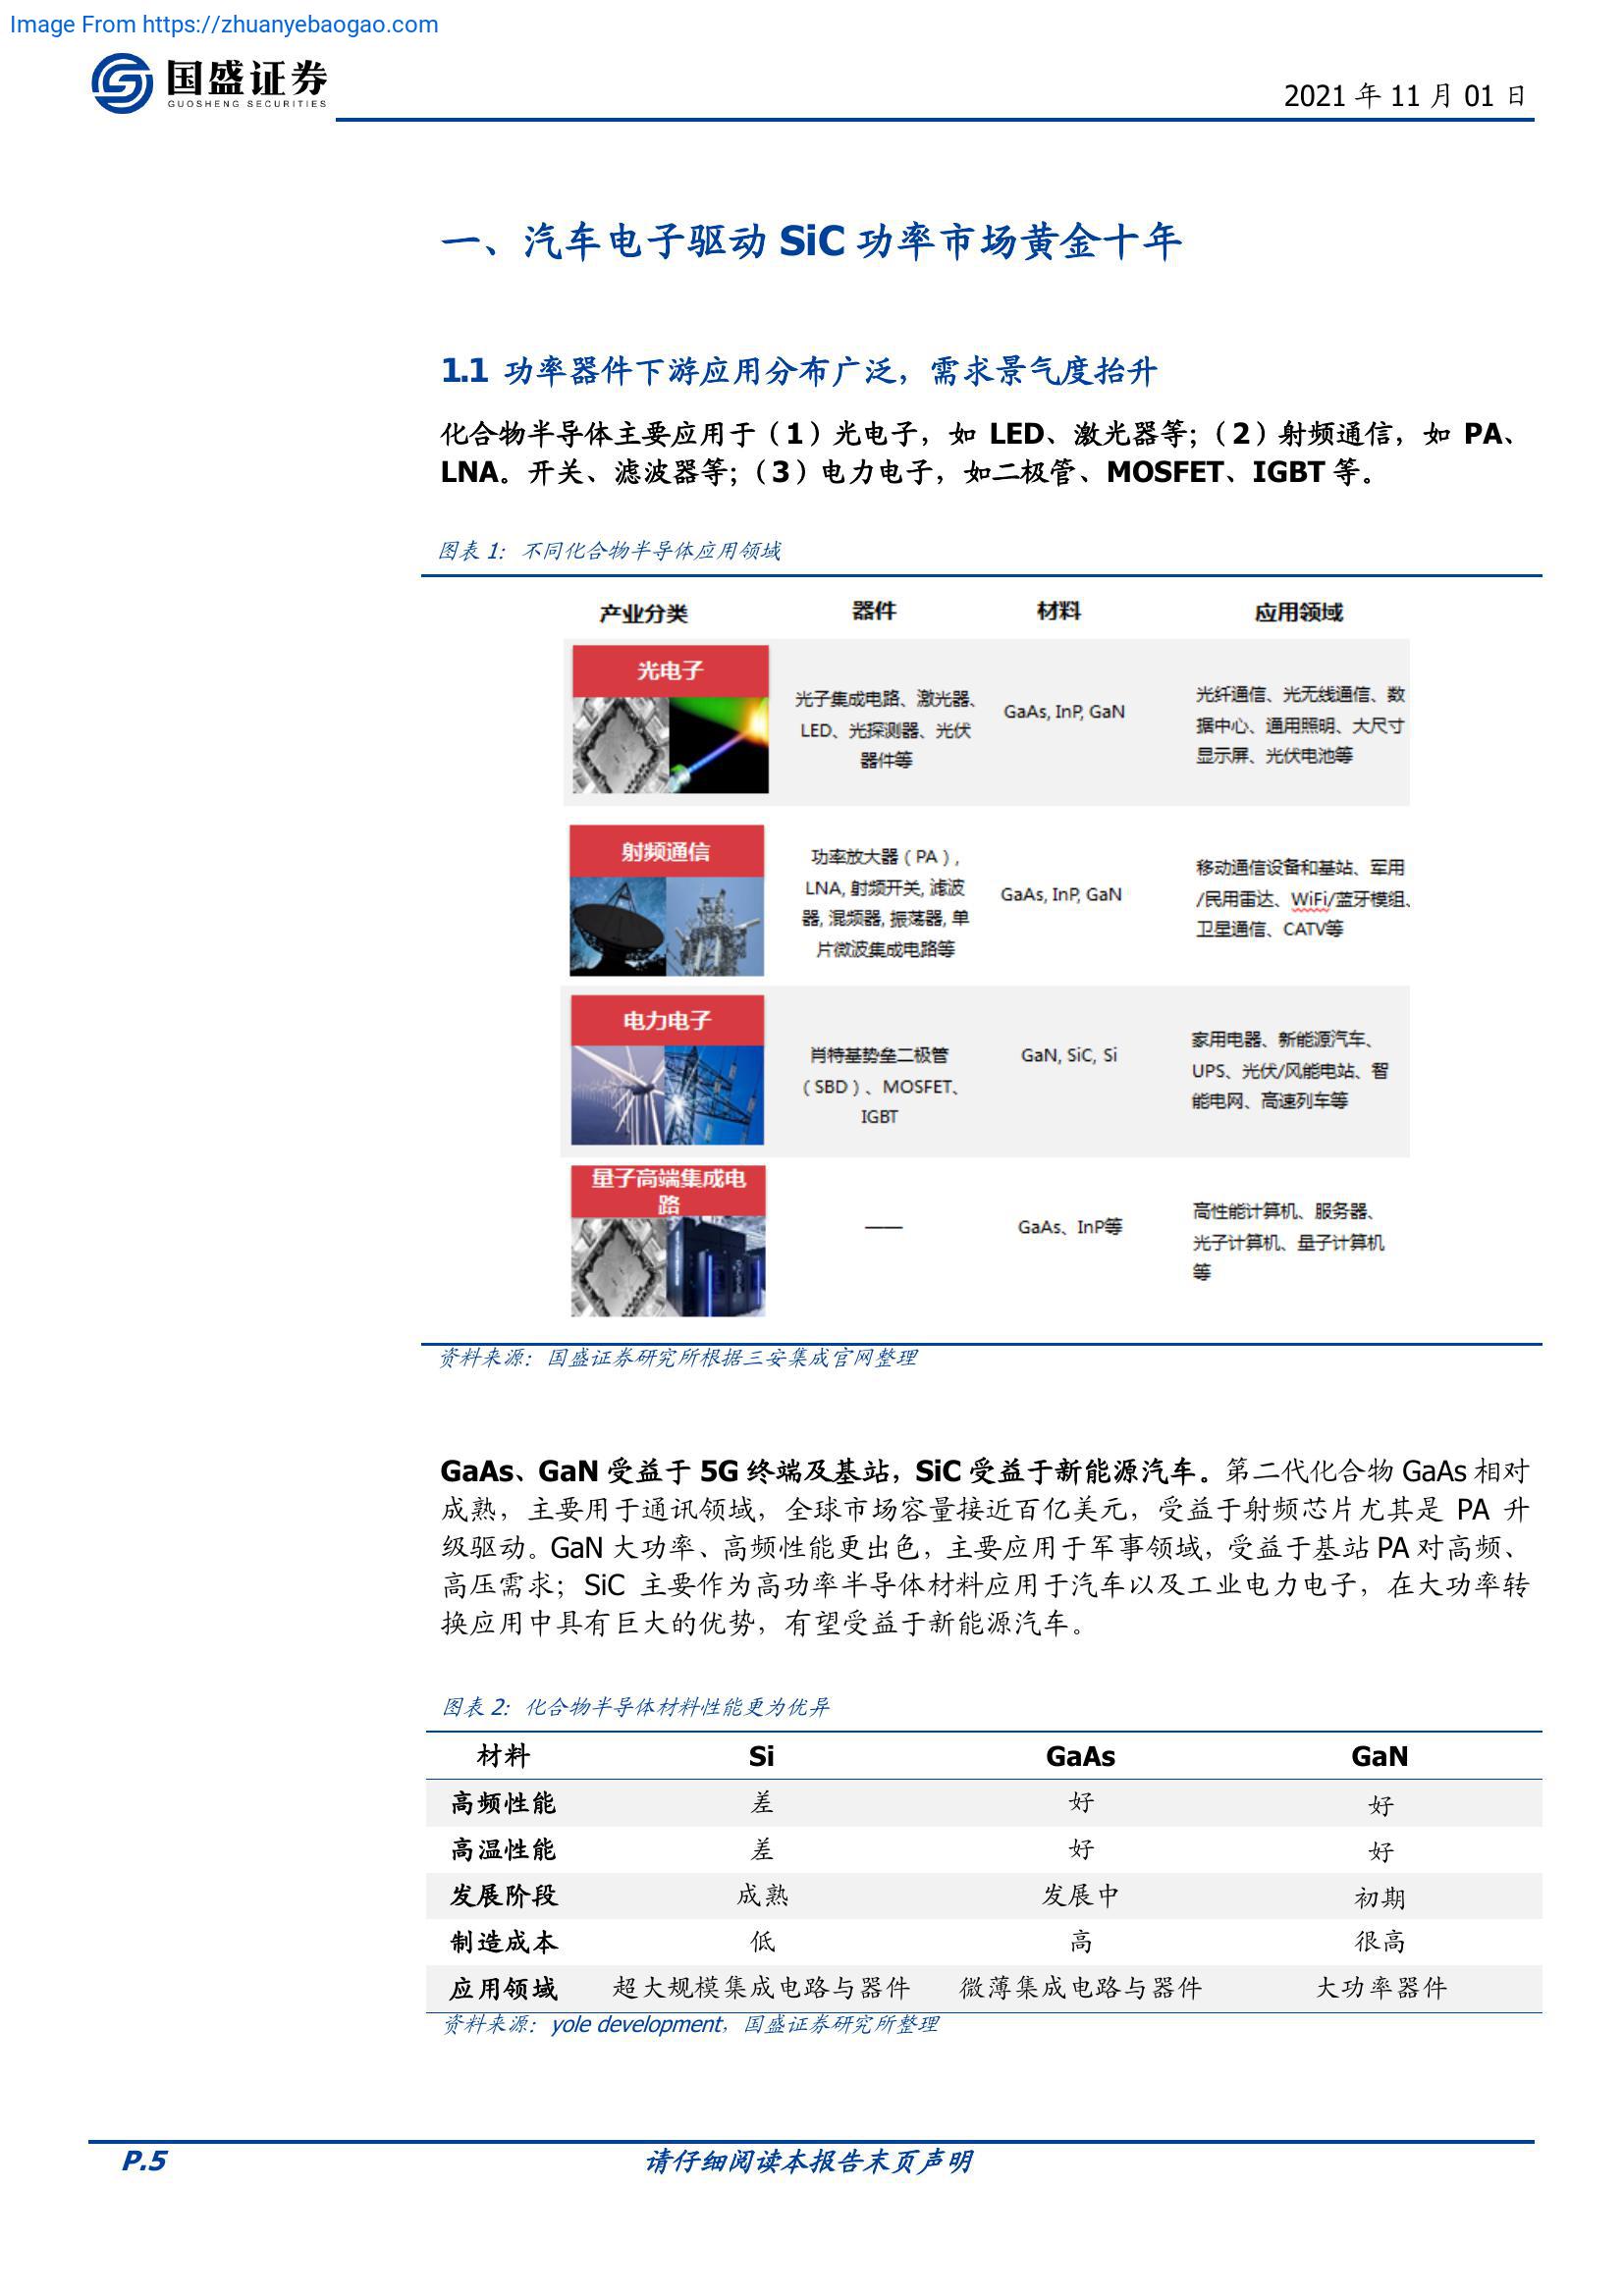 Image From https://zhuanyebaogao.com
国盛证券
GUOSHENG SECURITIES
2021 年 11 月 01 日
一、汽车电子驱动 SiC 功率市场黄金十年
1.1 功率器件下游应用分布广泛，需求景气度抬升
化合物半导体主要应用于（1）光电子，如 LED、激光器等；（2）射频通信，如 PA、
LNA。开关、滤波器等；（3）电力电子，如二极管、MOSFET、IGBT 等。
图表 1：不同化合物半导体应用领域
产业分类 器件 材料 应用领域
光电子
光子集成电路、激光器、
LED、光探测器、光伏
器件等
GaAs, InP, GaN
光纤通信、光无线通信、数
据中心、通用照明、大尺寸
显示屏、光伏电池等
射频通信
功率放大器（PA），
LNA, 射频开关, 滤波
器, 混频器, 振荡器, 单
片微波集成电路等
GaAs, InP, GaN
移动通信设备和基站、军用
/民用雷达、WiFi/蓝牙模组、
卫星通信、CATV等
电力电子
肖特基势垒二极管
（SBD）、MOSFET、
IGBT
GaN, SiC, Si
家用电器、新能源汽车、
UPS、光伏/风能电站、智
能电网、高速列车等
量子高端集成电
路
——
GaAs、InP等
高性能计算机、服务器、
光子计算机、量子计算机
等
资料来源：国盛证券研究所根据三安集成官网整理
GaAs、GaN 受益于 5G 终端及基站，SiC 受益于新能源汽车。第二代化合物 GaAs 相对
成熟，主要用于通讯领域，全球市场容量接近百亿美元，受益于射频芯片尤其是 PA 升
级驱动。GaN 大功率、高频性能更出色，主要应用于军事领域，受益于基站 PA 对高频、
高压需求；SiC 主要作为高功率半导体材料应用于汽车以及工业电力电子，在大功率转
换应用中具有巨大的优势，有望受益于新能源汽车。
图表 2：化合物半导体材料性能更为优异
材料 Si GaAs GaN
高频性能 差 好 好
高温性能 差 好 好
发展阶段 成熟 发展中 初期
制造成本 低 高 很高
应用领域 超大规模集成电路与器件 微薄集成电路与器件 大功率器件
资料来源：yole development，国盛证券研究所整理
P.5 请仔细阅读本报告末页声明